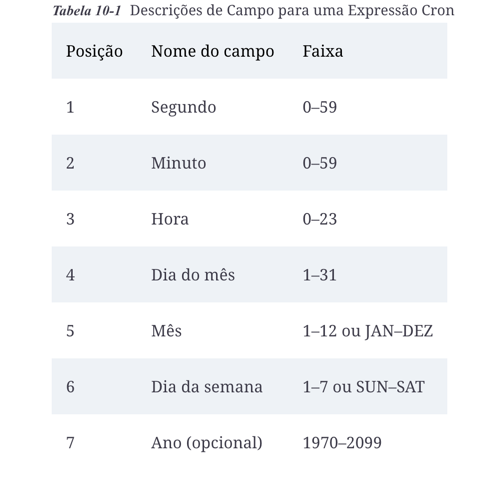 Tabela 10-1 Descrições de Campo para uma Expressão Cron
Posição Nome do campo Faixa
1 Segundo 0–59
2 Minuto 0–59
3 Hora 0–23
4 Dia do mês 1–31
5 Mês 1–12 ou JAN–DEZ
6 Dia da semana 1–7 ou SUN–SAT
7 Ano (opcional) 1970–2099